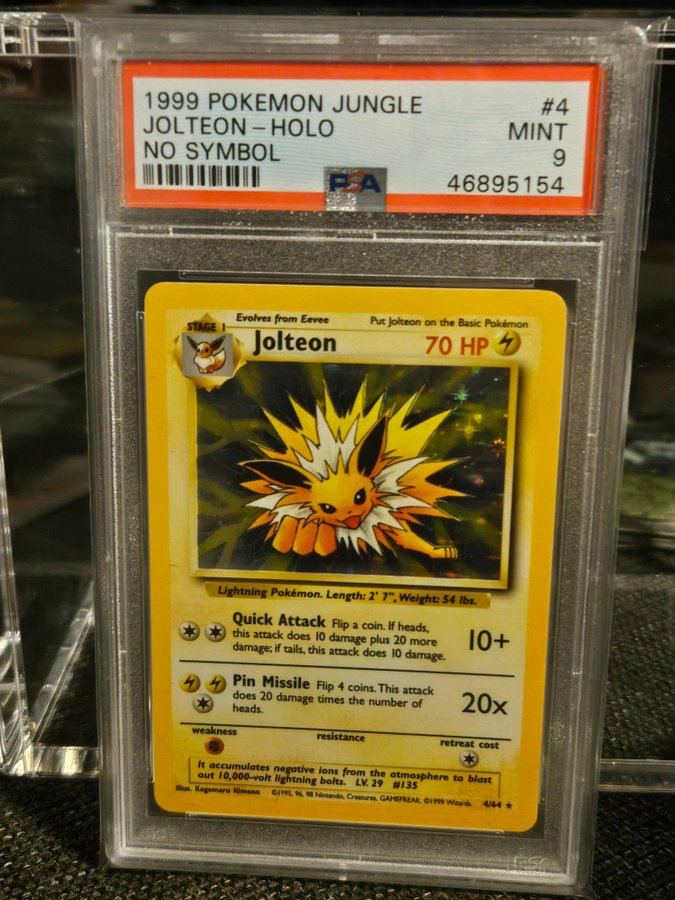 1999 POKEMON JUNGLE #4
JOLTEON - HOLO MINT
NO SYMBOL 9
PSA 46895154
Evolves from Eevee Put Jolteon on the Basic Pokémon
STAGE 1
Jolteon 70 HP
Lightning Pokémon. Length: 2' 7", Weight: 54 lbs.
Quick Attack Flip a coin. If heads,
this attack does 10 damage plus 20 more
damage; if tails, this attack does 10 damage.
10+
Pin Missile Flip 4 coins. This attack
does 20 damage times the number of
heads.
20x
weakness resistance retreat cost
It accumulates negative ions from the atmosphere to blast
out 10,000-volt lightning bolts. LV. 29 #135
Illus. Kagemaru Himeno ©1995, 96, 98 Nintendo, Creatures, GAMEFREAK. ©1999 Wizards. 4/64 ★